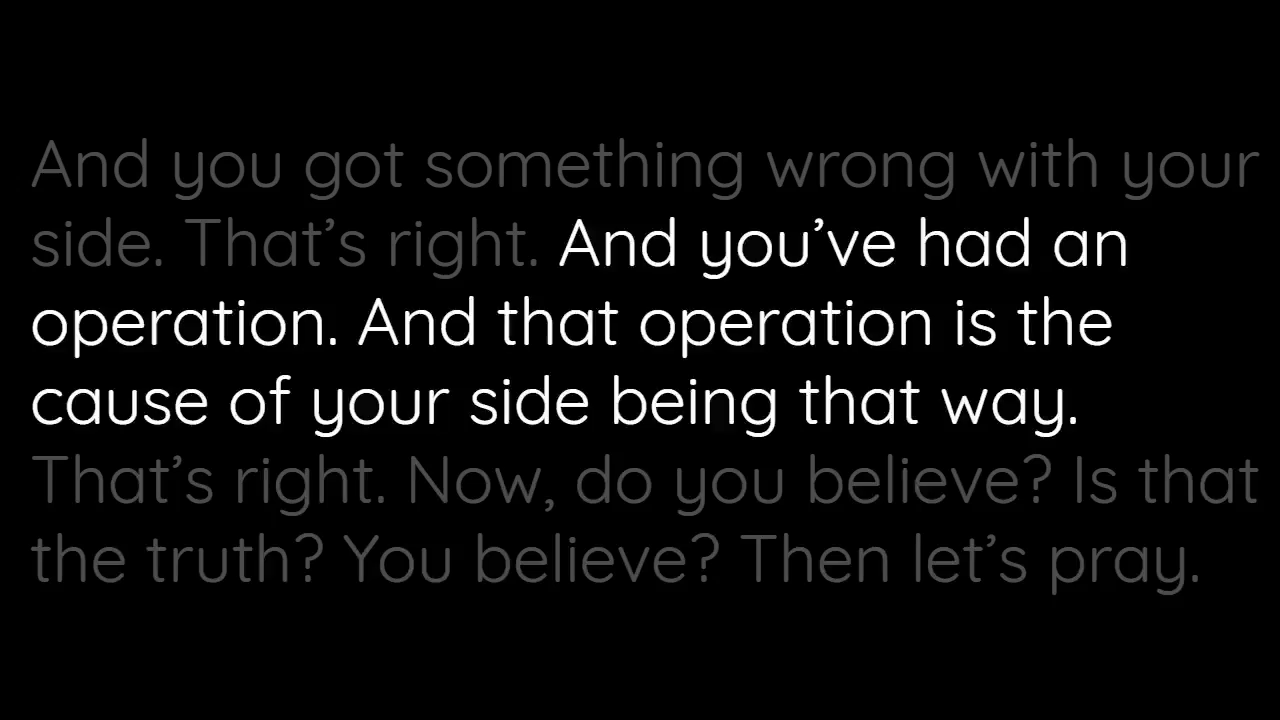 And you got something wrong with your
side. That’s right. And you’ve had an
operation. And that operation is the
cause of your side being that way.
That’s right. Now, do you believe? Is that
the truth? You believe? Then let’s pray.